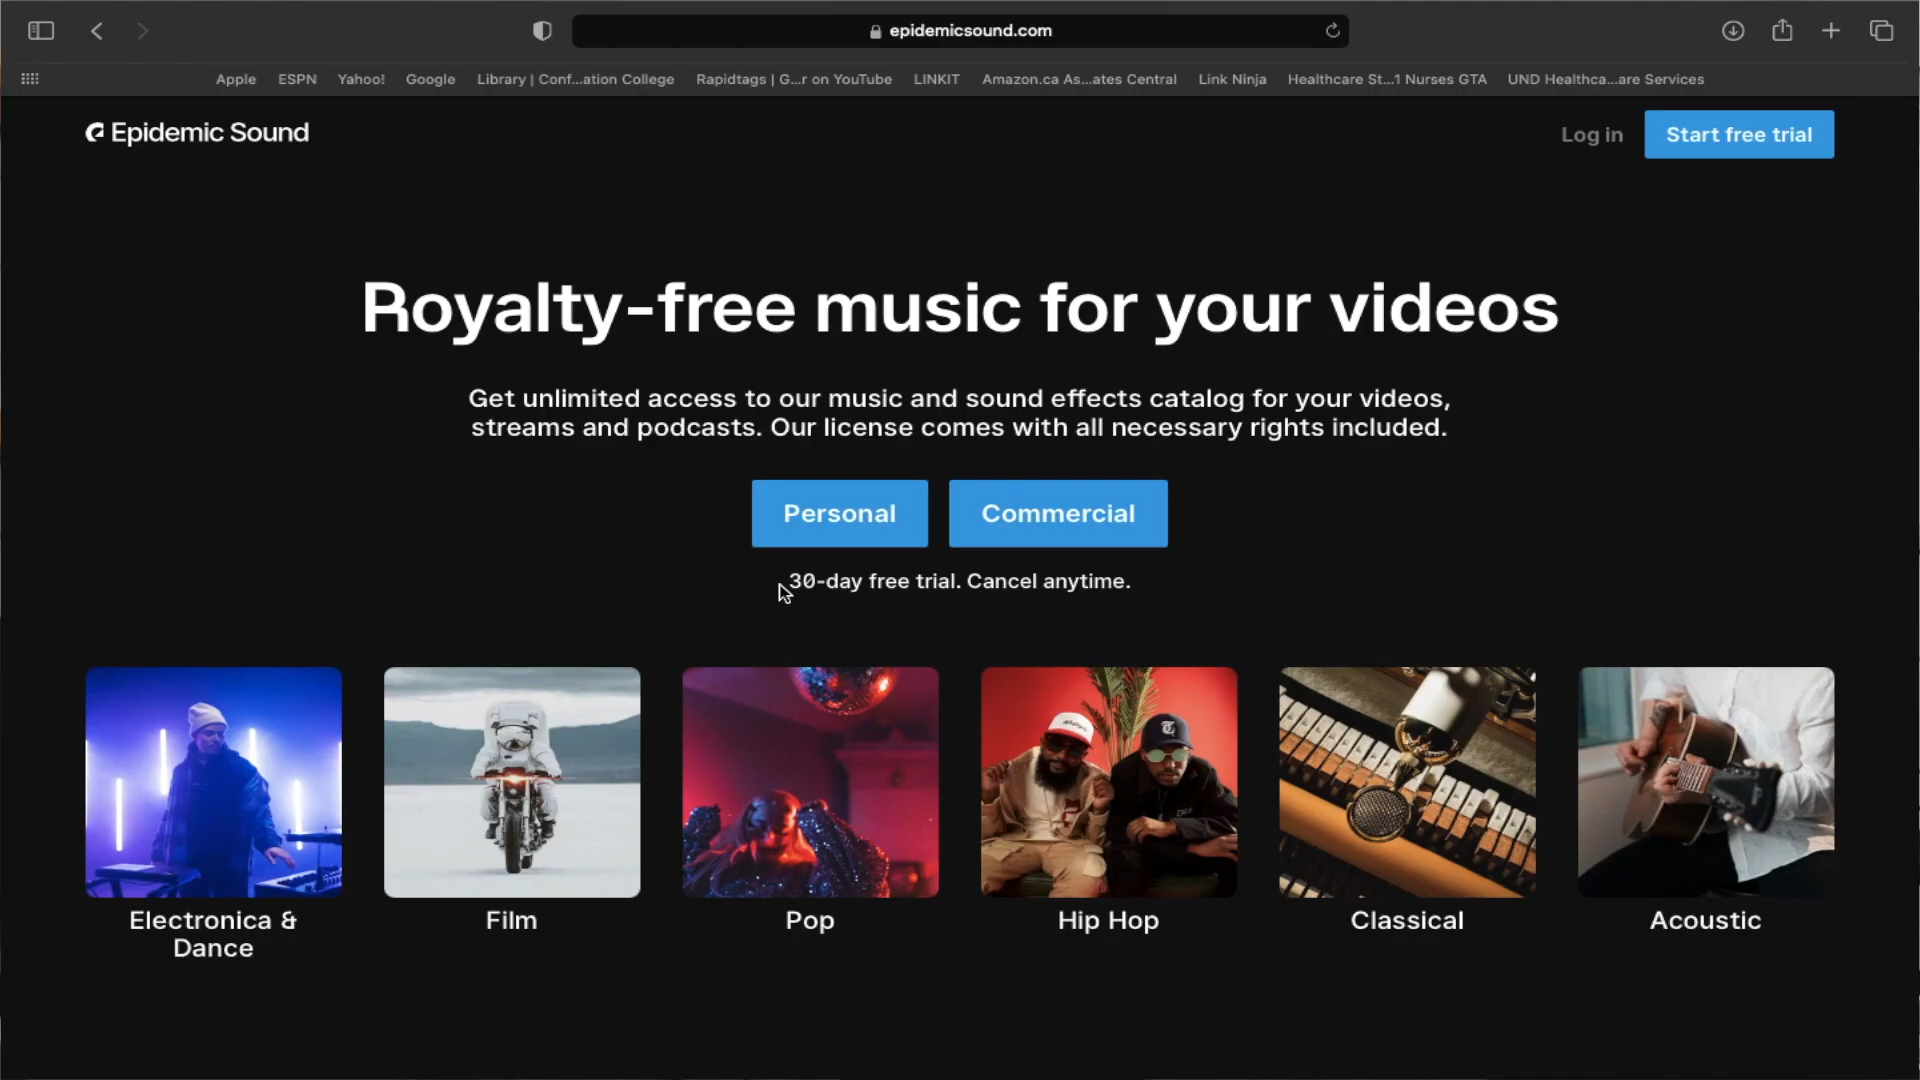 epidemicsound.com
Apple
ESPN
Yahoo!
Google
Library | Conf...ation College
Rapidtags | G...r on YouTube
LINKIT
Amazon.ca As...ates Central
Link Ninja
Healthcare St...1 Nurses GTA
UND Healthca...are Services
Epidemic Sound
Log in
Start free trial
Royalty-free music for your videos
Get unlimited access to our music and sound effects catalog for your videos,
streams and podcasts. Our license comes with all necessary rights included.
Personal
Commercial
30-day free trial. Cancel anytime.
Electronica &
Dance
Film
Pop
Hip Hop
Classical
Acoustic